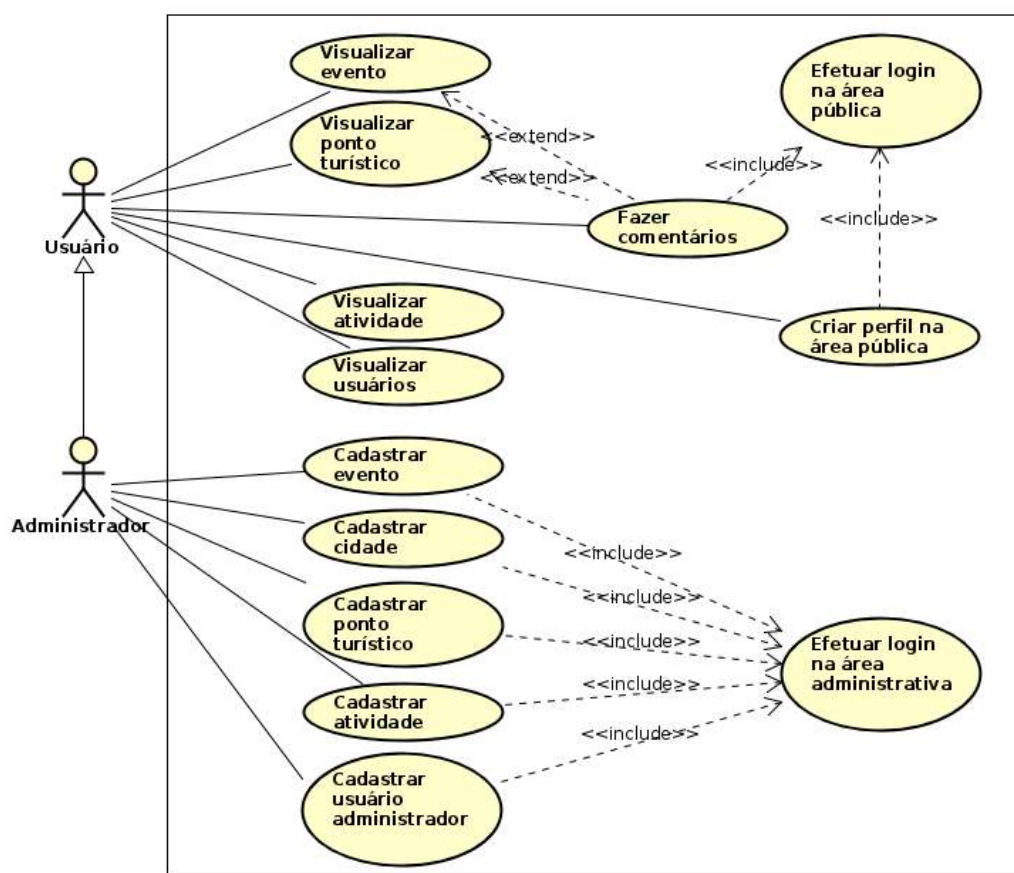 Visualizar
evento
Efetuar login
na área
pública
Visualizar
ponto
turístico
<<extend>>
<<extend>>
<<include>>
Fazer
comentários
<<include>>
Usuário
Visualizar
atividade
Criar perfil na
área pública
Visualizar
usuários
Cadastrar
evento
Administrador
Cadastrar
cidade
<<include>>
<<include>>
Cadastrar
ponto
turístico
<<include>>
Efetuar login
na área
administrativa
<<include>>
Cadastrar
atividade
<<include>>
Cadastrar
usuário
administrador